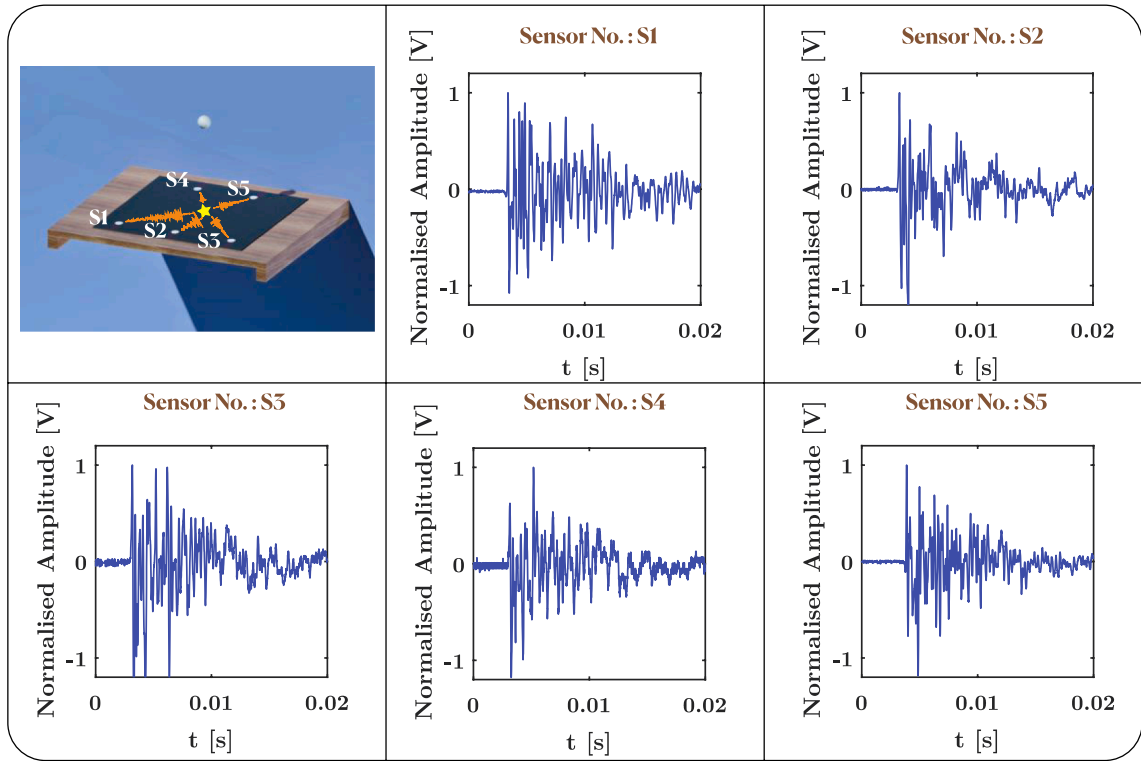 S4
S5
S1
S2
S3
Sensor No.: S1
Normalised Amplitude [V]
1
0
-1
0
0.01
0.02
t [s]
Sensor No.: S2
Normalised Amplitude [V]
1
0
-1
0
0.01
0.02
t [s]
Sensor No.: S3
Normalised Amplitude [V]
1
0
-1
0
0.01
0.02
t [s]
Sensor No.: S4
Normalised Amplitude [V]
1
0
-1
0
0.01
0.02
t [s]
Sensor No.: S5
Normalised Amplitude [V]
1
0
-1
0
0.01
0.02
t [s]